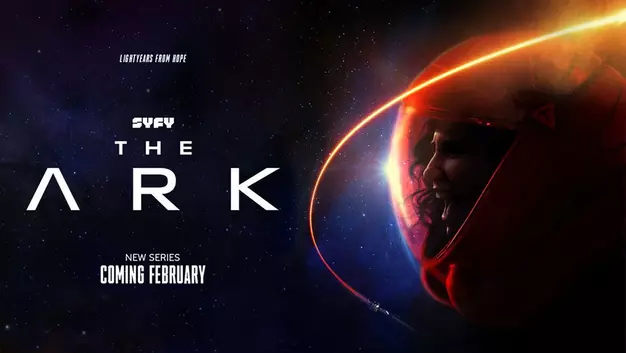 LIGHTYEARS FROM HOPE
SYFY
THE
ARK
NEW SERIES
COMING FEBRUARY